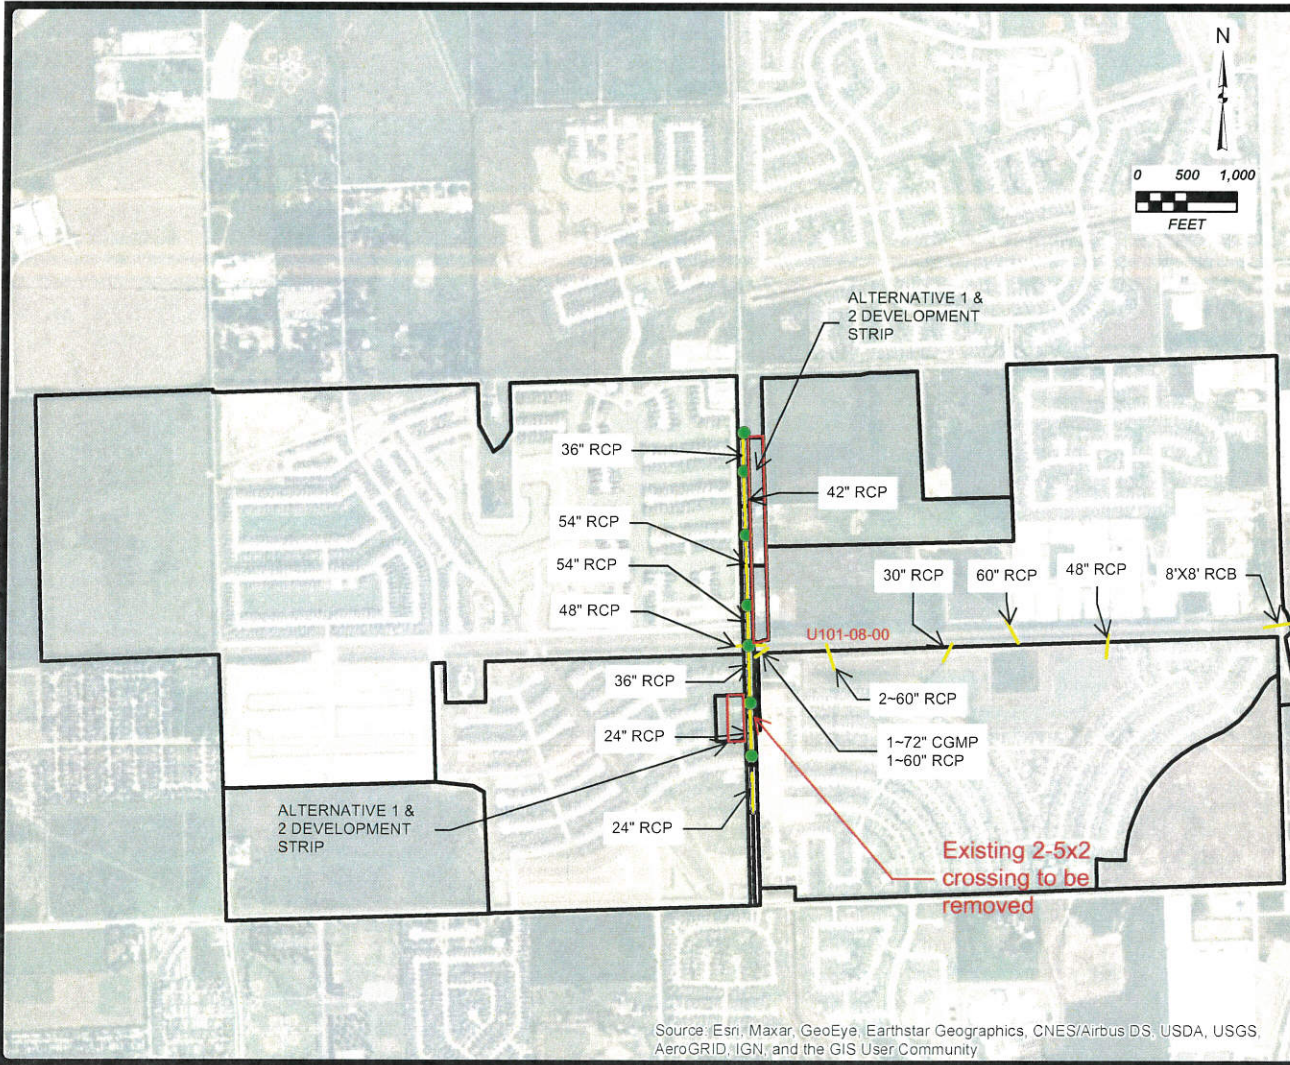 N
0 500 1,000
FEET
ALTERNATIVE 1 &
2 DEVELOPMENT
STRIP
36" RCP
42" RCP
54" RCP
54" RCP
30" RCP
60" RCP
48" RCP
8'X8' RCB
48" RCP
U101-08-00
36" RCP
2~60" RCP
24" RCP
1~72" CGMP
1~60" RCP
ALTERNATIVE 1 &
2 DEVELOPMENT
STRIP
24" RCP
Existing 2-5x2
crossing to be
removed
Source: Esri, Maxar, GeoEye, Earthstar Geographics, CNES/Airbus DS, USDA, USGS,
AeroGRID, IGN, and the GIS User Community